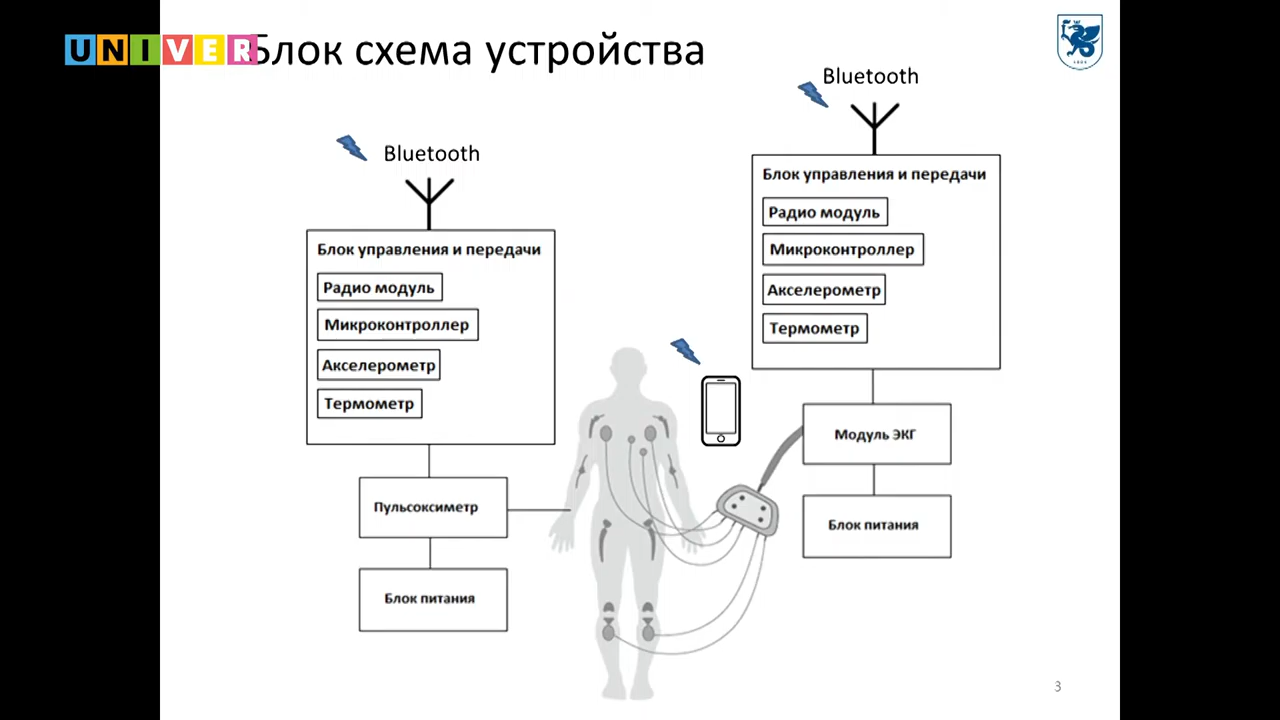 UNIVER
Блок схема устройства
Bluetooth
Блок управления и передачи
Радио модуль
Микроконтроллер
Акселерометр
Термометр
Пульсоксиметр
Блок питания
Bluetooth
Блок управления и передачи
Радио модуль
Микроконтроллер
Акселерометр
Термометр
Модуль ЭКГ
Блок питания
3